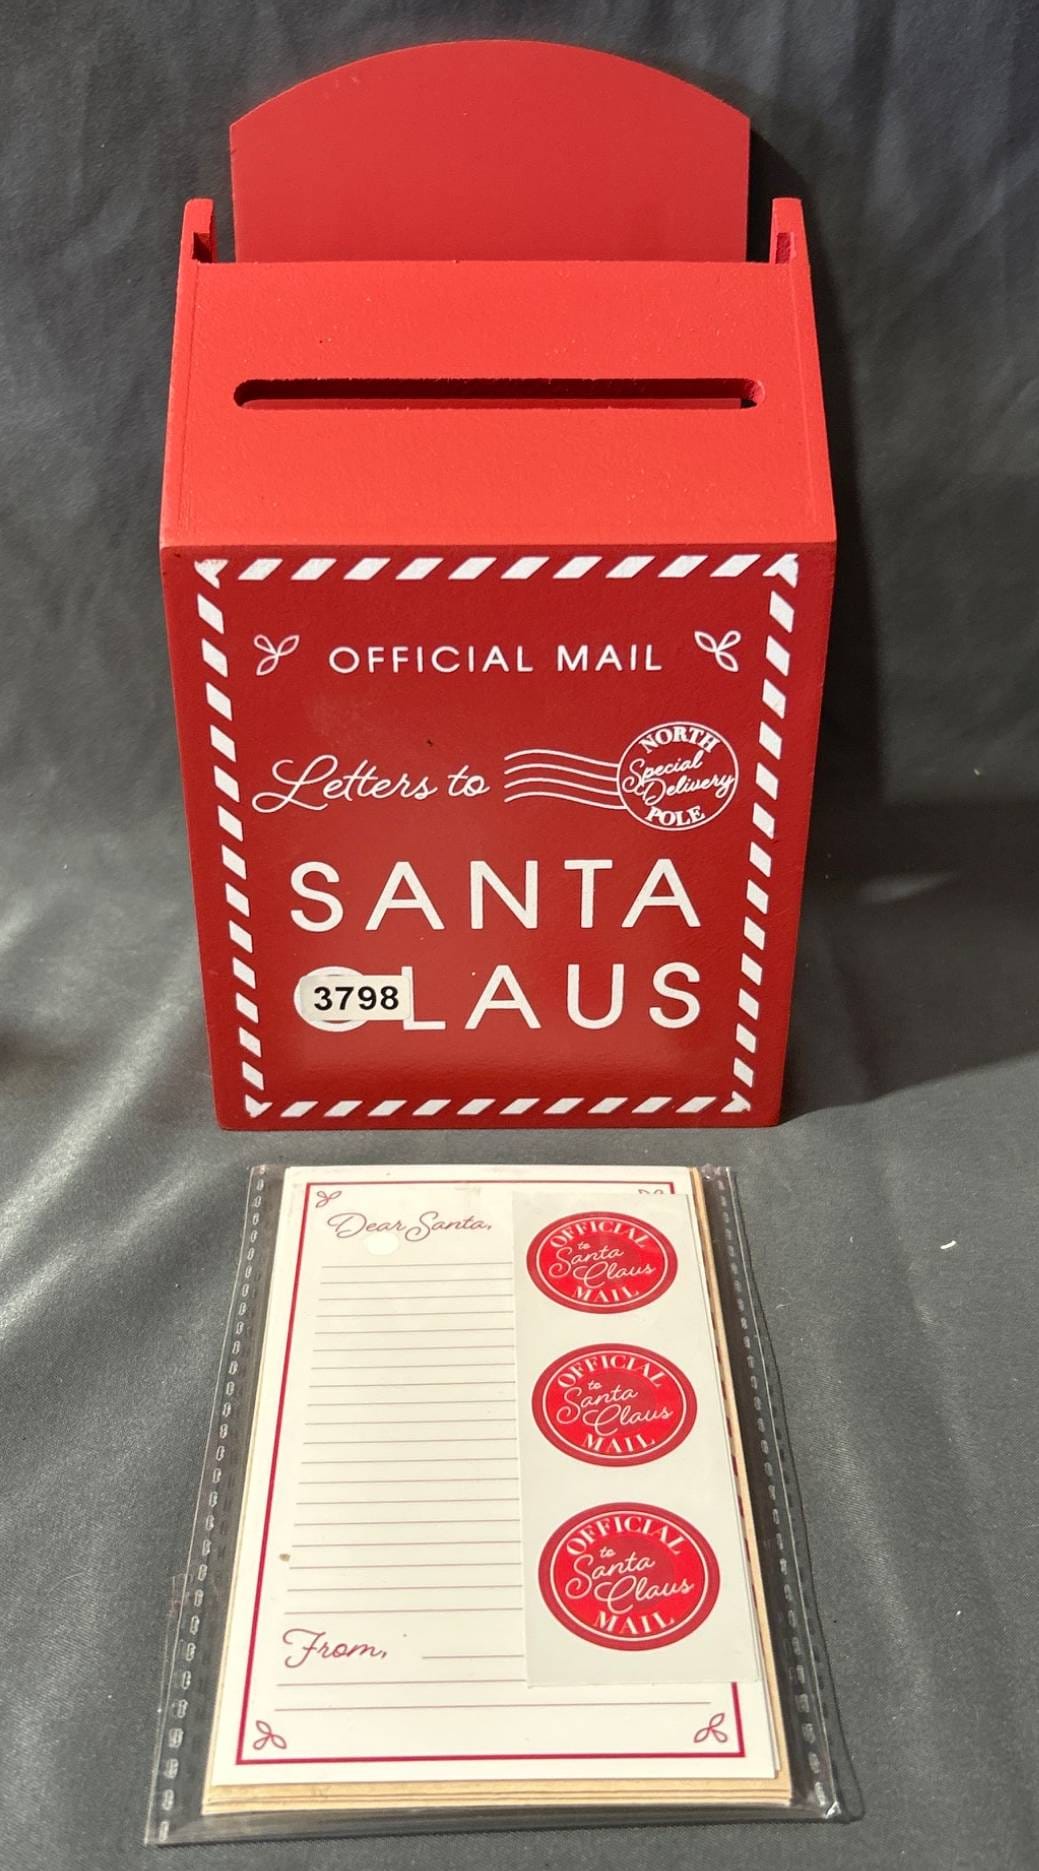 OFFICIAL MAIL
Letters to
NORTH
Special
Delivery
POLE
SANTA
CLAUS
3798
Dear Santa,
From,
OFFICIAL
to
Santa
Claus
MAIL
OFFICIAL
to
Santa
Claus
MAIL
OFFICIAL
to
Santa
Claus
MAIL